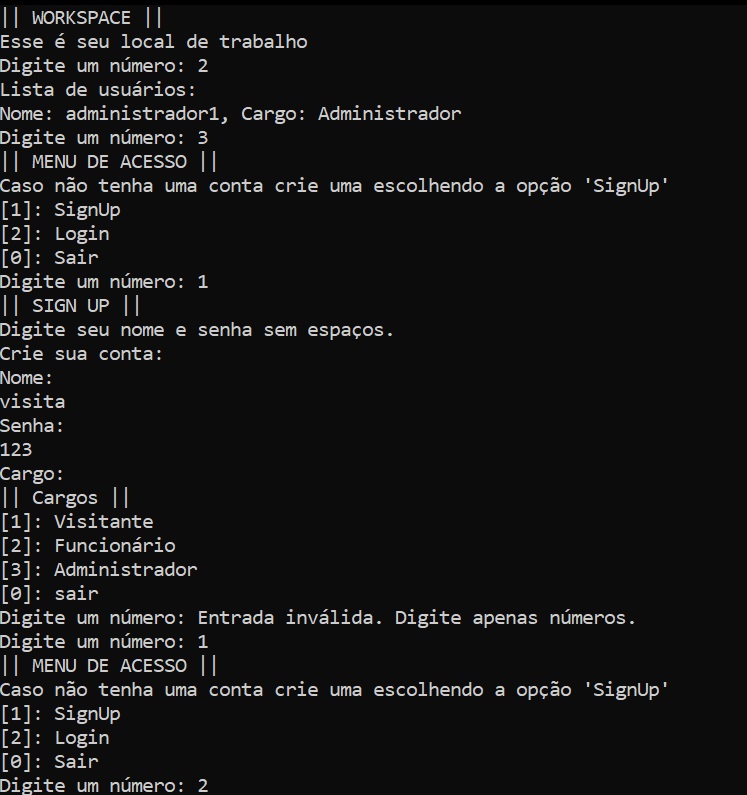 || WORKSPACE ||
Esse é seu local de trabalho
Digite um número: 2
Lista de usuários:
Nome: administrador1, Cargo: Administrador
Digite um número: 3
|| MENU DE ACESSO ||
Caso não tenha uma conta crie uma escolhendo a opção 'SignUp'
[1]: SignUp
[2]: Login
[0]: Sair
Digite um número: 1
|| SIGN UP ||
Digite seu nome e senha sem espaços.
Crie sua conta:
Nome:
visita
Senha:
123
Cargo:
|| Cargos ||
[1]: Visitante
[2]: Funcionário
[3]: Administrador
[0]: sair
Digite um número: Entrada inválida. Digite apenas números.
Digite um número: 1
|| MENU DE ACESSO ||
Caso não tenha uma conta crie uma escolhendo a opção 'SignUp'
[1]: SignUp
[2]: Login
[0]: Sair
Digite um número: 2